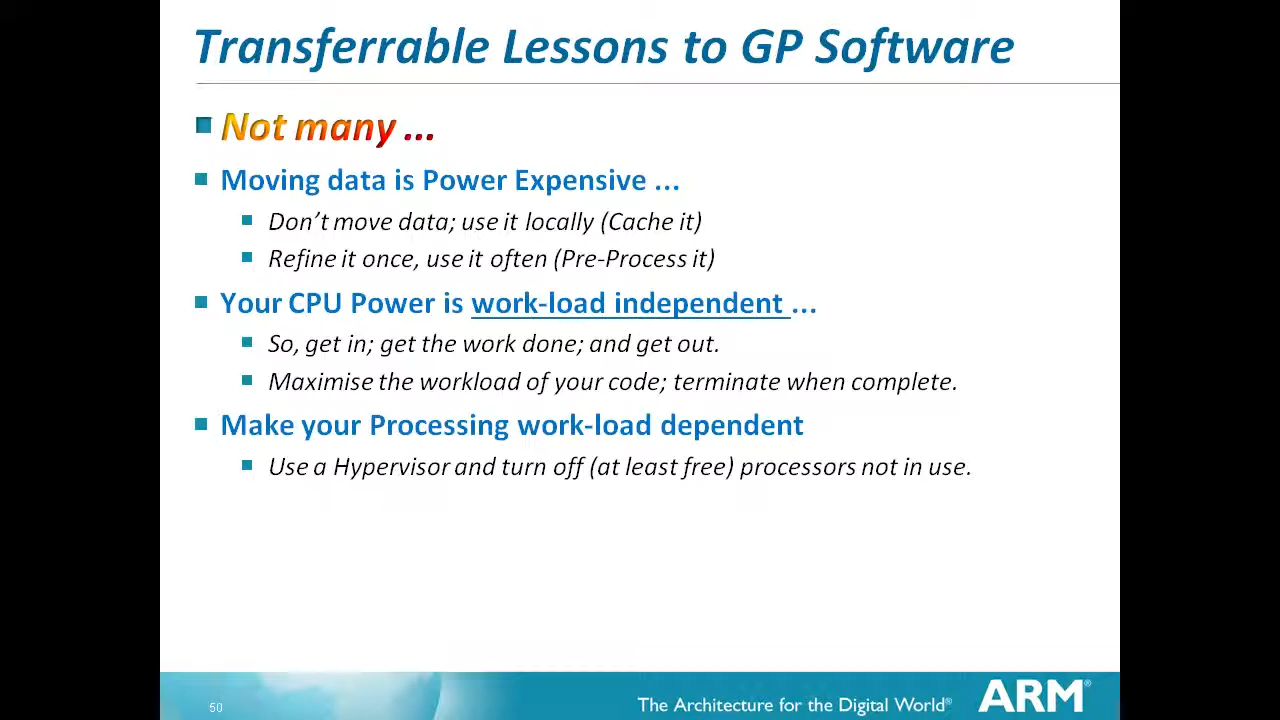 Transferrable Lessons to GP Software
Not many ...
Moving data is Power Expensive ...
Don't move data; use it locally (Cache it)
Refine it once, use it often (Pre-Process it)
Your CPU Power is work-load independent ...
So, get in; get the work done; and get out.
Maximise the workload of your code; terminate when complete.
Make your Processing work-load dependent
Use a Hypervisor and turn off (at least free) processors not in use.
50
The Architecture for the Digital World®
ARM®